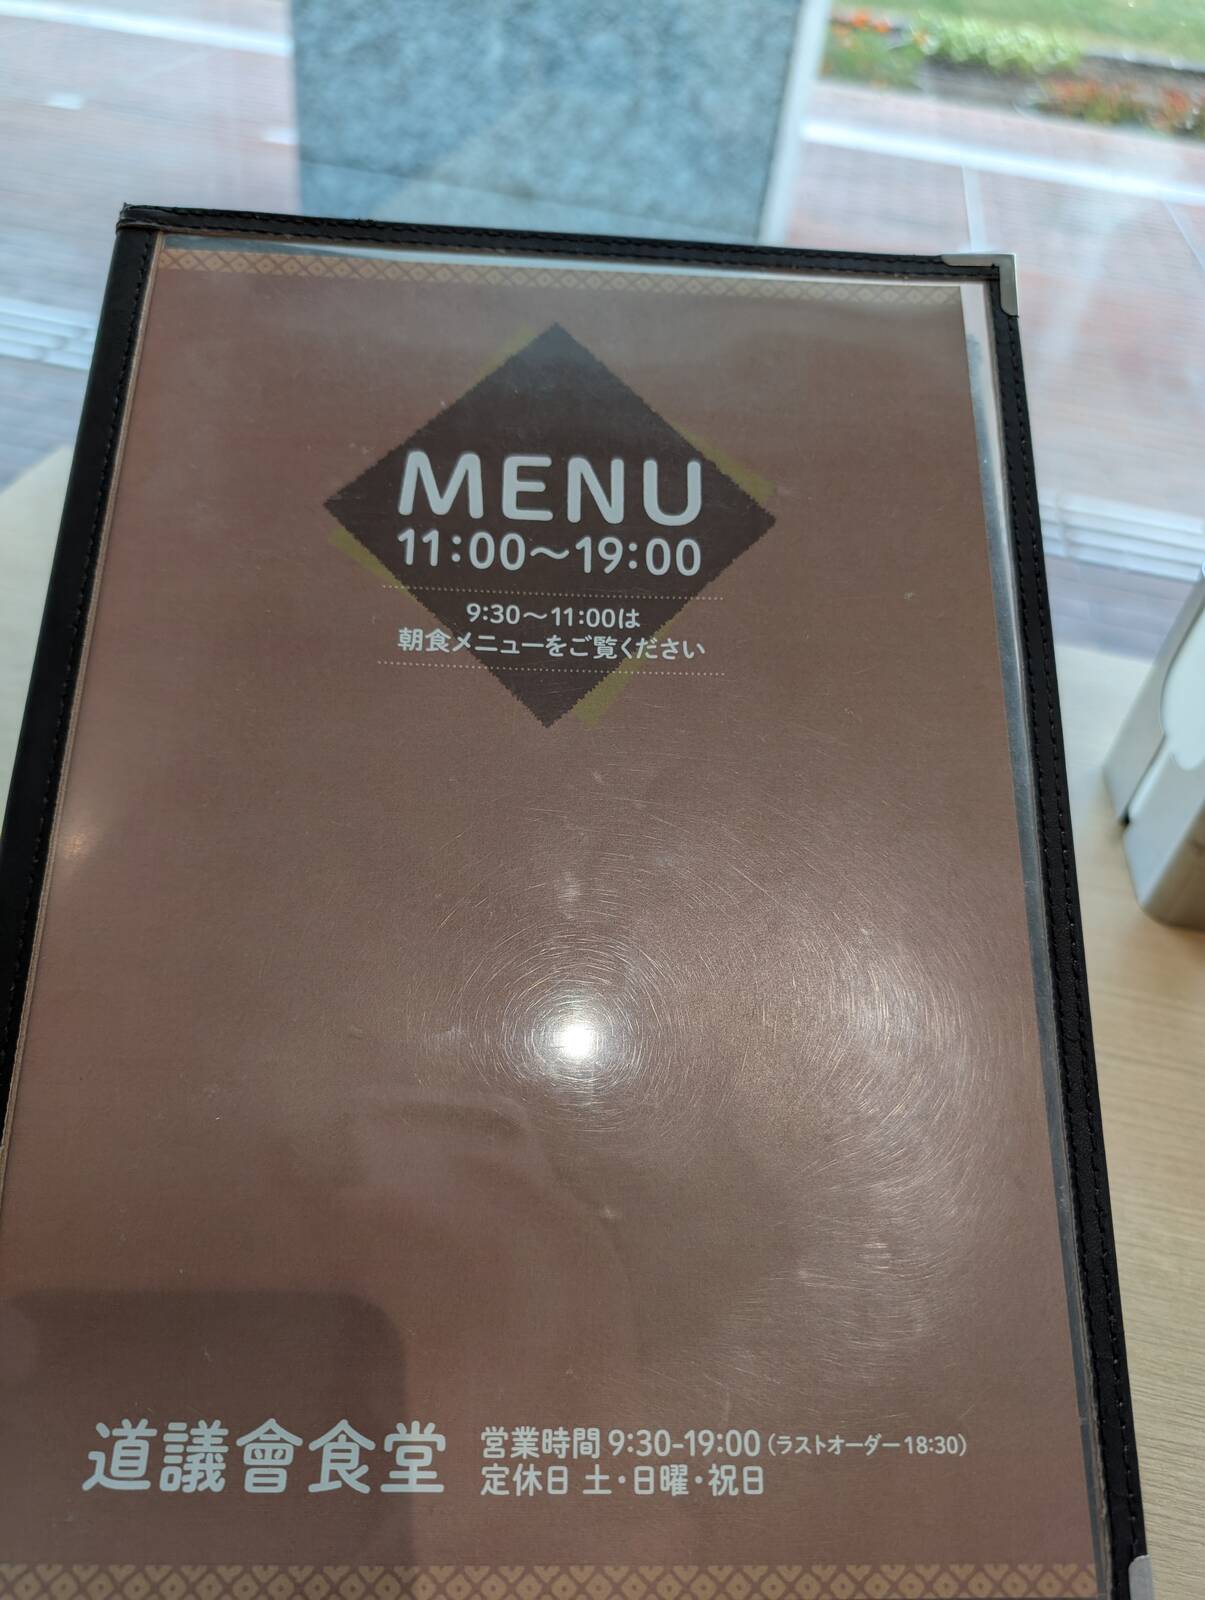 MENU
11:00～19:00
9:30～11:00は
朝食メニューをご覧ください
道議會食堂
営業時間 9:30-19:00（ラストオーダー18:30）
定休日 土・日曜・祝日